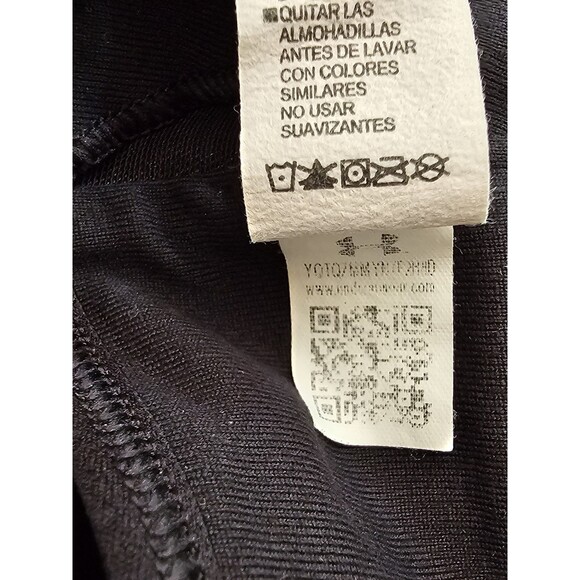 QUITAR LAS
ALMOHADILLAS
ANTES DE LAVAR
CON COLORES
SIMILARES
NO USAR
SUAVIZANTES